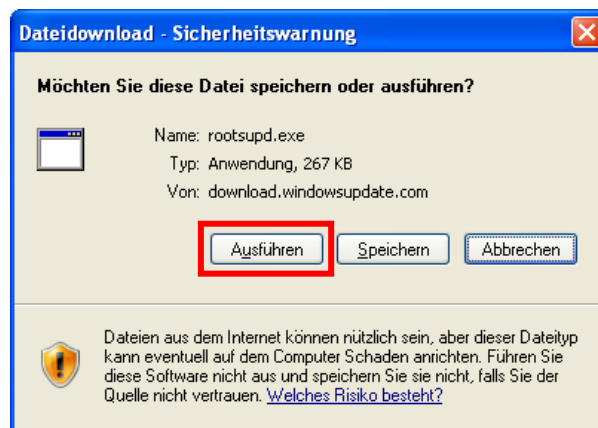 Dateidownload - Sicherheitswarnung
Möchten Sie diese Datei speichern oder ausführen?
Name: rootsupd.exe
Typ: Anwendung, 267 KB
Von: download.windowsupdate.com
Ausführen Speichern Abbrechen
Dateien aus dem Internet können nützlich sein, aber dieser Dateityp
kann eventuell auf dem Computer Schaden anrichten. Führen Sie
diese Software nicht aus und speichern Sie sie nicht, falls Sie der
Quelle nicht vertrauen. Welches Risiko besteht?